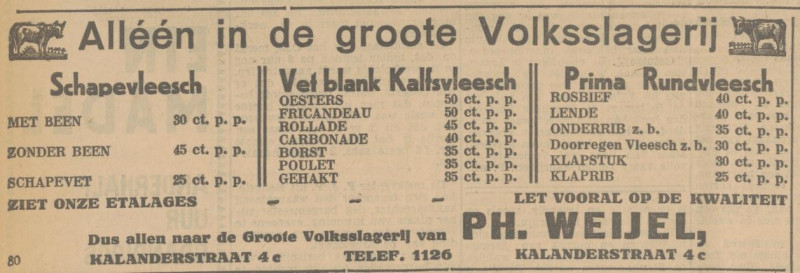 Alléén in de groote Volksslagerij
Schapevleesch
MET BEEN 30 ct. p. p.
ZONDER BEEN 45 ct. p. p.
SCHAPEVET 25 ct. p. p.
Vet blank Kalfsvleesch
OESTERS 50 ct. p. p.
FRICANDEAU 50 ct. p. p.
ROLLADE 45 ct. p. p.
CARBONADE 40 ct. p. p.
BORST 35 ct. p. p.
POULET 35 ct. p. p.
GEHAKT 35 ct. p. p.
Prima Rundvleesch
ROSBIEF 40 ct. p. p.
LENDE 40 ct. p. p.
ONDERRIB z. b. 35 ct. p. p.
Doorregen Vleesch z. b. 30 ct. p. p.
KLAPSTUK 30 ct. p. p.
KLAPRIB 25 ct. p. p.
ZIET ONZE ETALAGES – – – LET VOORAL OP DE KWALITEIT
Dus allen naar de Groote Volksslagerij van PH. WEIJEL,
80 KALANDERSTRAAT 4c TELEF. 1126 KALANDERSTRAAT 4c